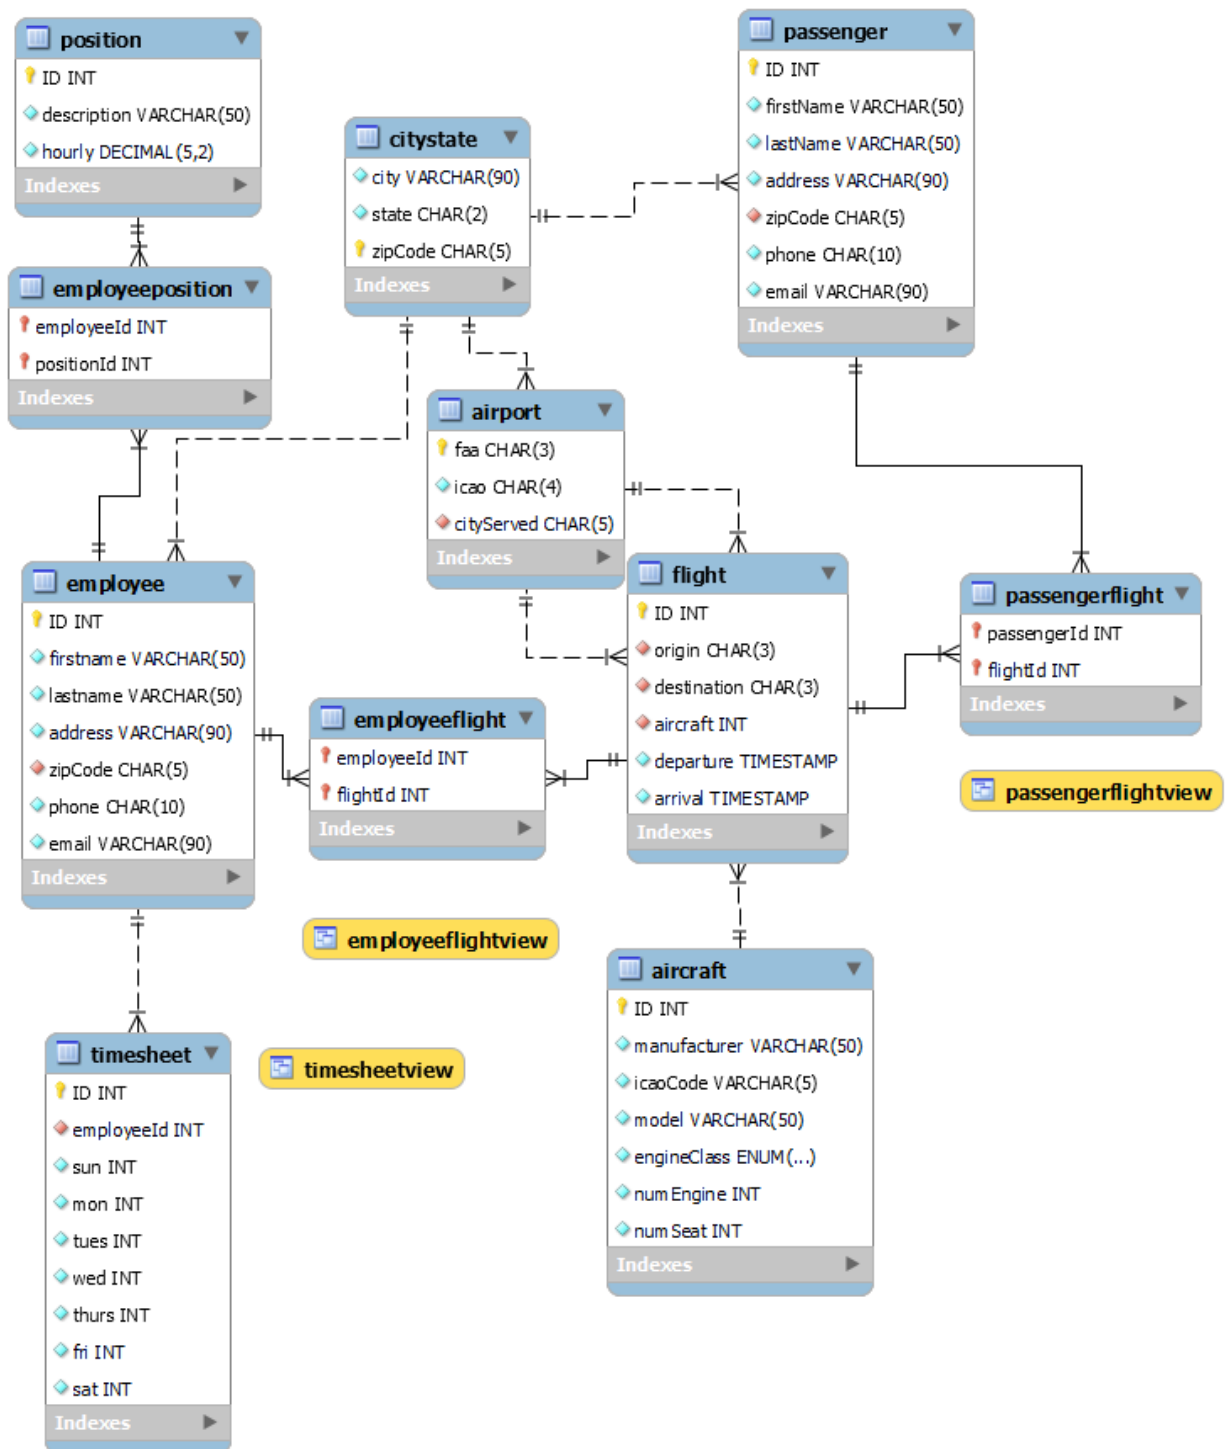 position
ID INT
description VARCHAR(50)
hourly DECIMAL(5,2)
Indexes
passenger
ID INT
firstName VARCHAR(50)
lastName VARCHAR(50)
address VARCHAR(90)
zipCode CHAR(5)
phone CHAR(10)
email VARCHAR(90)
Indexes
citystate
city VARCHAR(90)
state CHAR(2)
zipCode CHAR(5)
Indexes
employeeposition
employeeId INT
positionId INT
Indexes
airport
faa CHAR(3)
icao CHAR(4)
cityServed CHAR(5)
Indexes
employee
ID INT
firstname VARCHAR(50)
lastname VARCHAR(50)
address VARCHAR(90)
zipCode CHAR(5)
phone CHAR(10)
email VARCHAR(90)
Indexes
flight
ID INT
origin CHAR(3)
destination CHAR(3)
aircraft INT
departure TIMESTAMP
arrival TIMESTAMP
Indexes
passengerflight
passengerId INT
flightId INT
Indexes
employeeflight
employeeId INT
flightId INT
Indexes
passengerflightview
employeeflightview
aircraft
ID INT
manufacturer VARCHAR(50)
icaoCode VARCHAR(5)
model VARCHAR(50)
engineClass ENUM(...)
numEngine INT
numSeat INT
Indexes
timesheet
ID INT
employeeId INT
sun INT
mon INT
tues INT
wed INT
thurs INT
fri INT
sat INT
Indexes
timesheetview